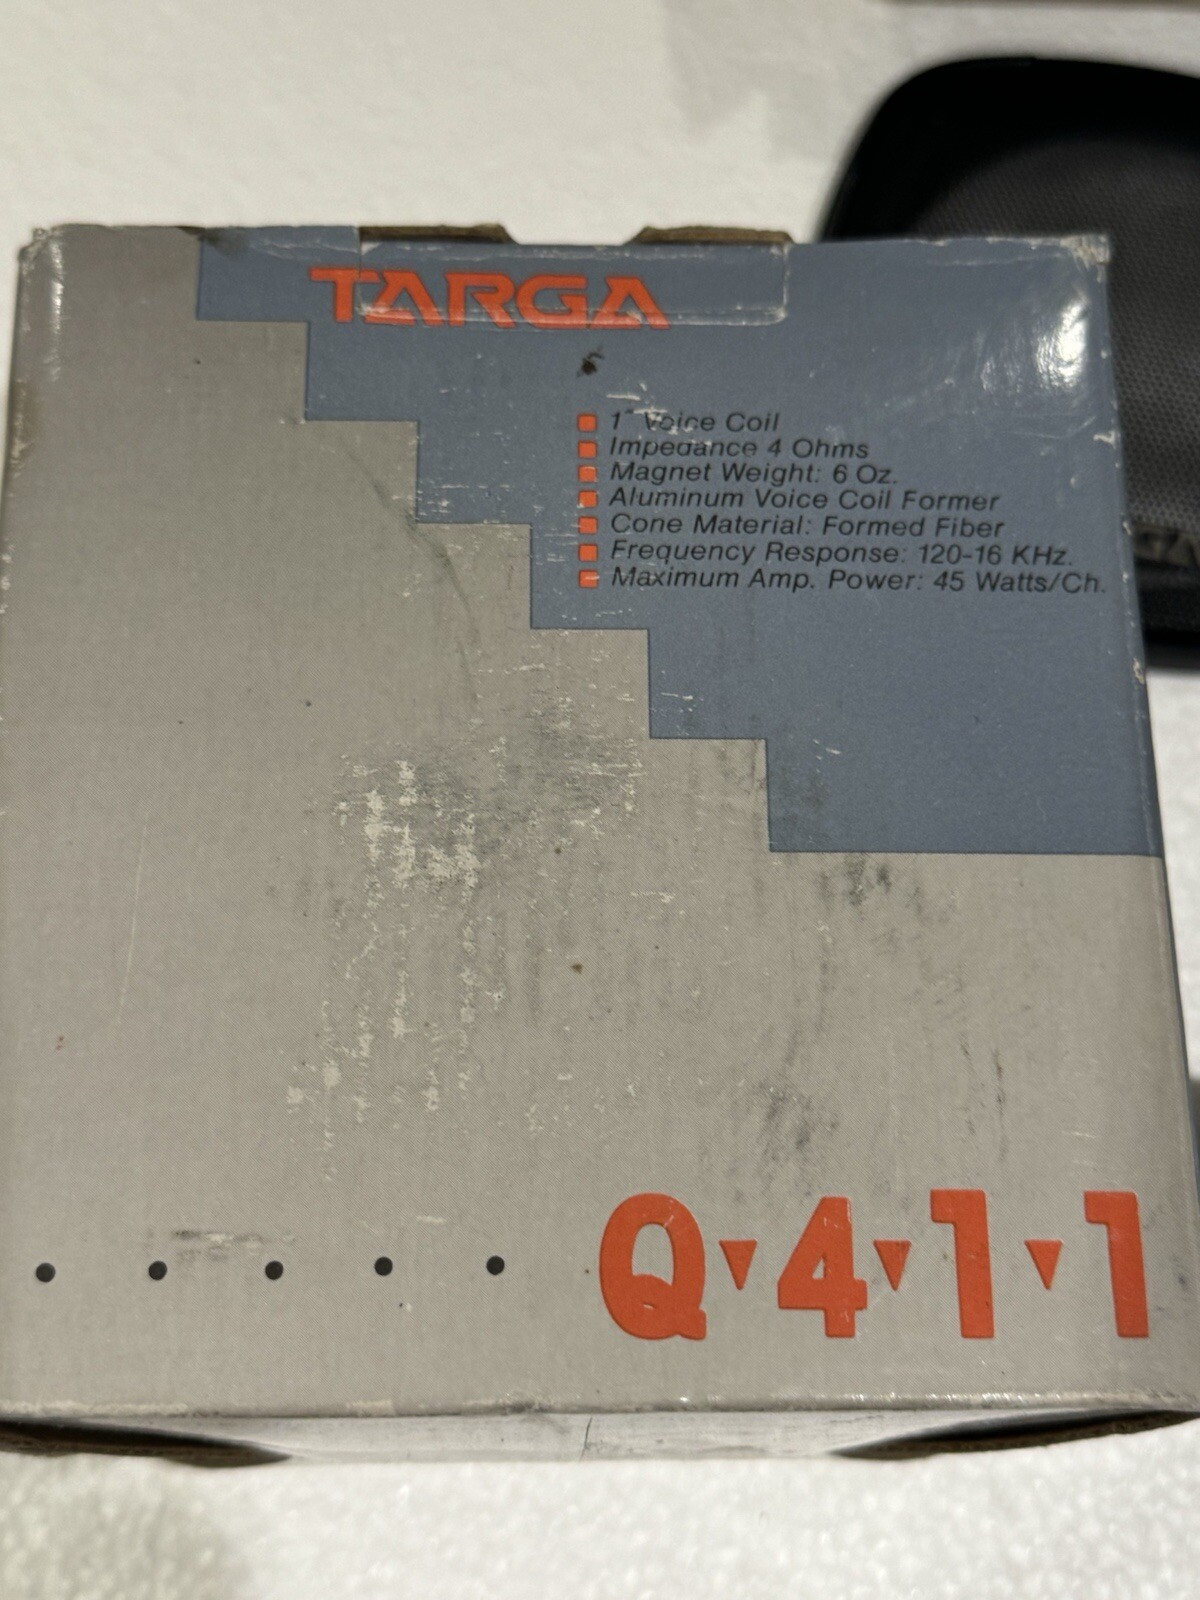 TARGA
1" Voice Coil
Impedance 4 Ohms
Magnet Weight: 6 Oz.
Aluminum Voice Coil Former
Cone Material: Formed Fiber
Frequency Response: 120-16 KHz.
Maximum Amp. Power: 45 Watts/Ch.
Q▾4▾1▾1